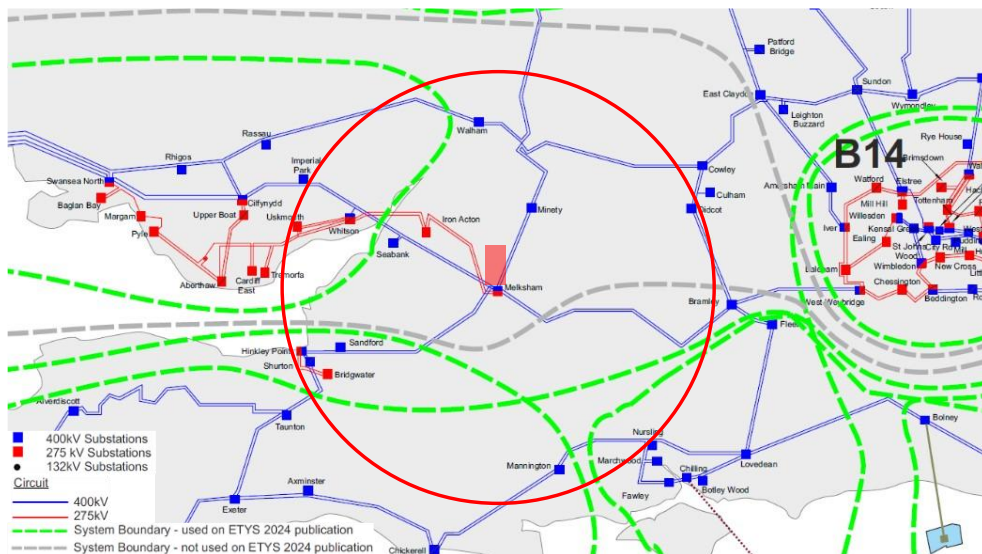 Patford
Bridge
East Claydon
Sundon
Wymondley
Leighton
Buzzard
Rye House
B14
Brimsdown
Walham
Rassau
Rhigos
Imperial
Park
Swansea North
Cilfynydd
Baglan Bay
Margam
Pyle
Upper Boat
Uskmouth
Whitson
Iron Acton
Minety
Cowley
Culham
Didcot
Amersham Main
Watford
Elstree
Mill Hill
Tottenham
Willesden
Kensal Green
Iver
Ealing
St Johns
Wood
City Rd
Wimbledon
New Cross
Laleham
Chessington
Beddington
West Weybridge
Seabank
Aberthaw
Cardiff
East
Tremorfa
Melksham
Bramley
Fleet
Sandford
Hinkley Point
Shurton
Bridgwater
Alverdiscott
Taunton
Nursling
Marchwood
Chilling
Lovedean
Bolney
Mannington
Fawley
Botley Wood
Axminster
Exeter
Chickerell
400kV Substations
275 kV Substations
132kV Substations
Circuit
400kV
275kV
System Boundary - used on ETYS 2024 publication
System Boundary - not used on ETYS 2024 publication